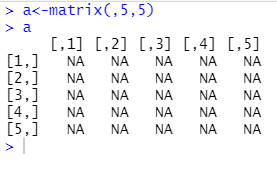 > a<-matrix(,5,5)
> a
     [,1] [,2] [,3] [,4] [,5]
[1,]   NA   NA   NA   NA   NA
[2,]   NA   NA   NA   NA   NA
[3,]   NA   NA   NA   NA   NA
[4,]   NA   NA   NA   NA   NA
[5,]   NA   NA   NA   NA   NA
>